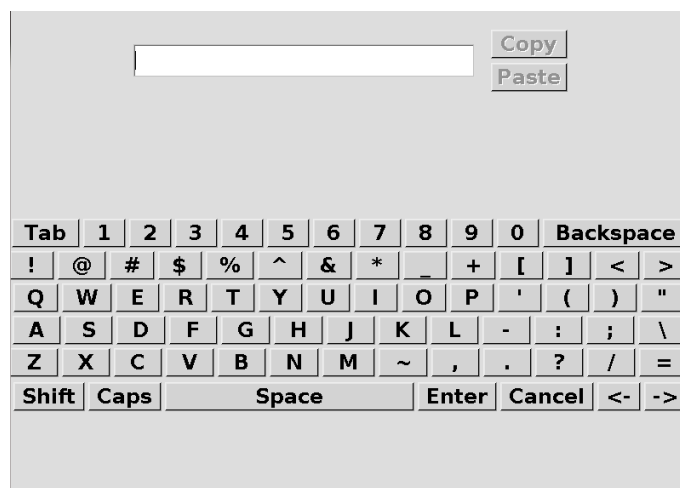 Copy
Paste
Tab 1 2 3 4 5 6 7 8 9 0 Backspace
! @ # $ % ^ & * _ + [ ] < >
Q W E R T Y U I O P ' ( ) "
A S D F G H J K L - : ; \
Z X C V B N M ~ , . ? / =
Shift Caps Space Enter Cancel <- ->